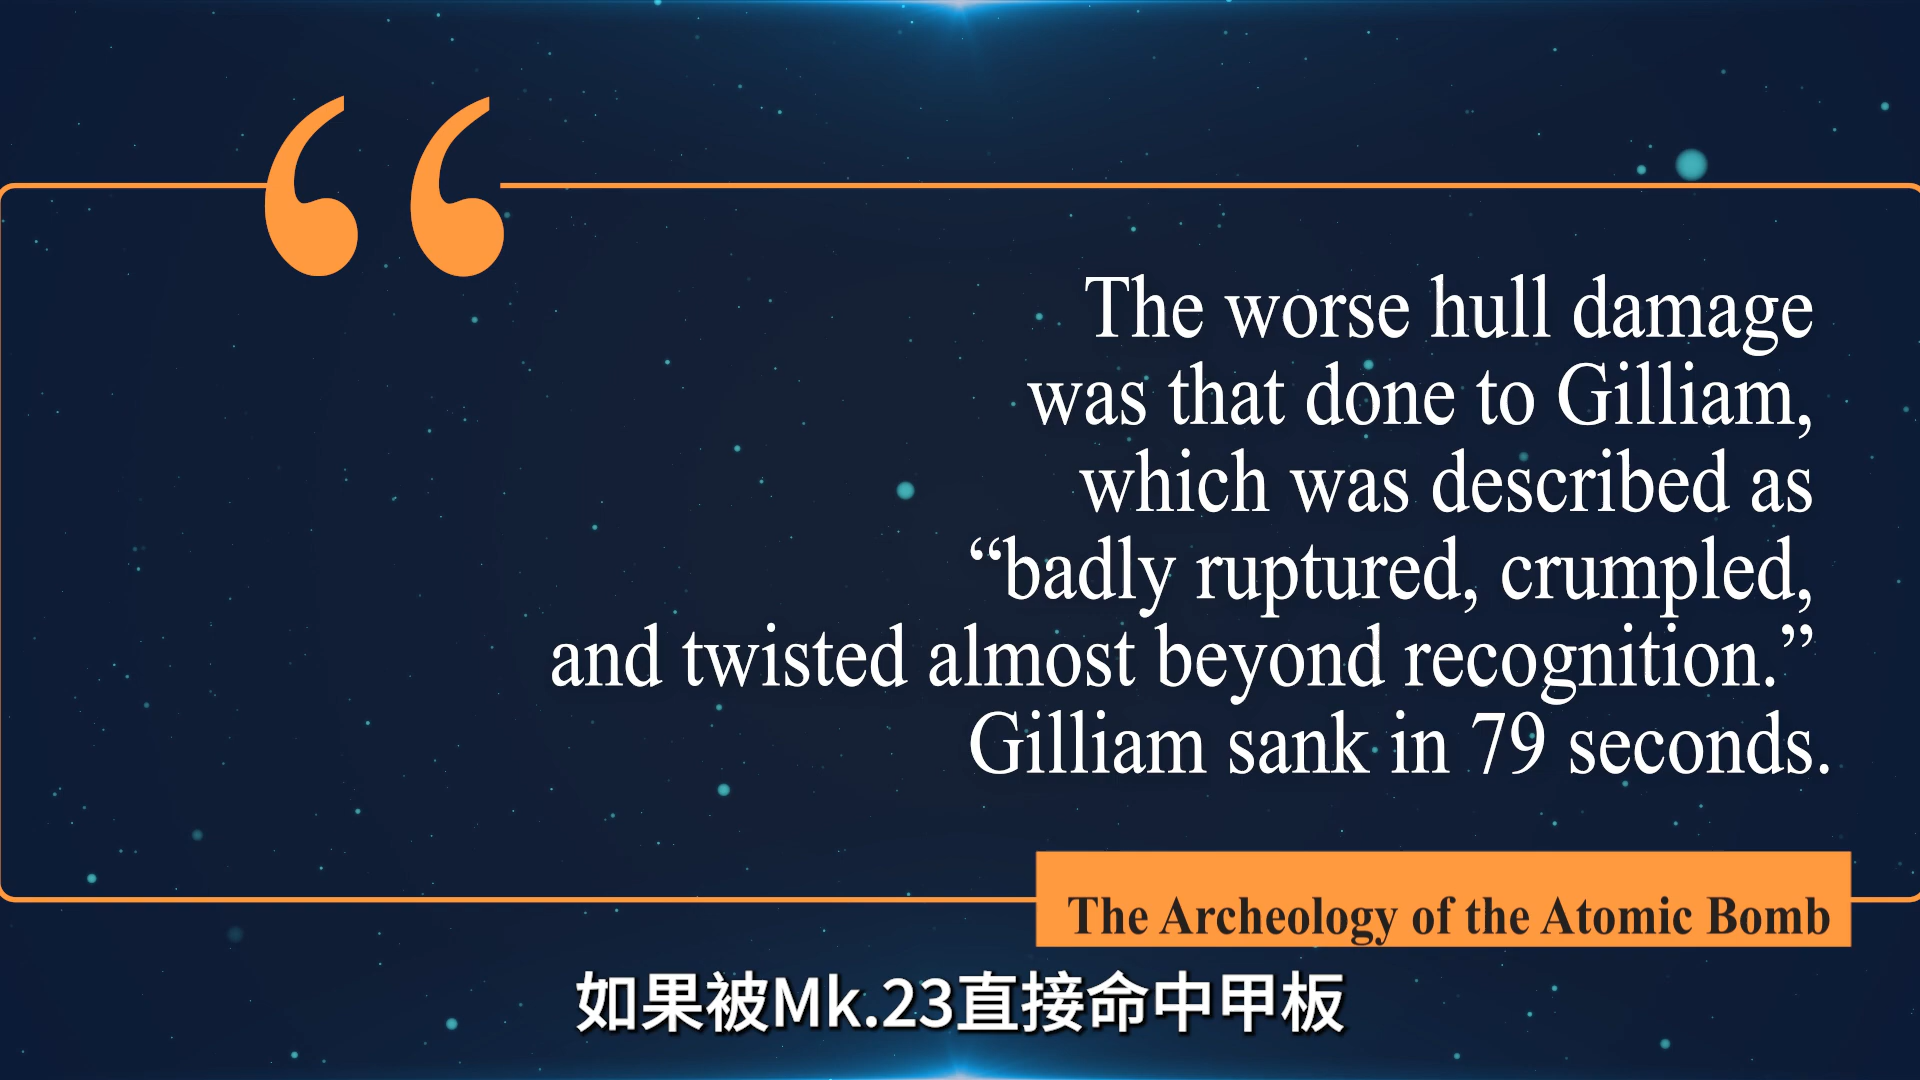 The worse hull damage
was that done to Gilliam,
which was described as
“badly ruptured, crumpled,
and twisted almost beyond recognition.”
Gilliam sank in 79 seconds.
The Archeology of the Atomic Bomb
如果被Mk.23直接命中甲板